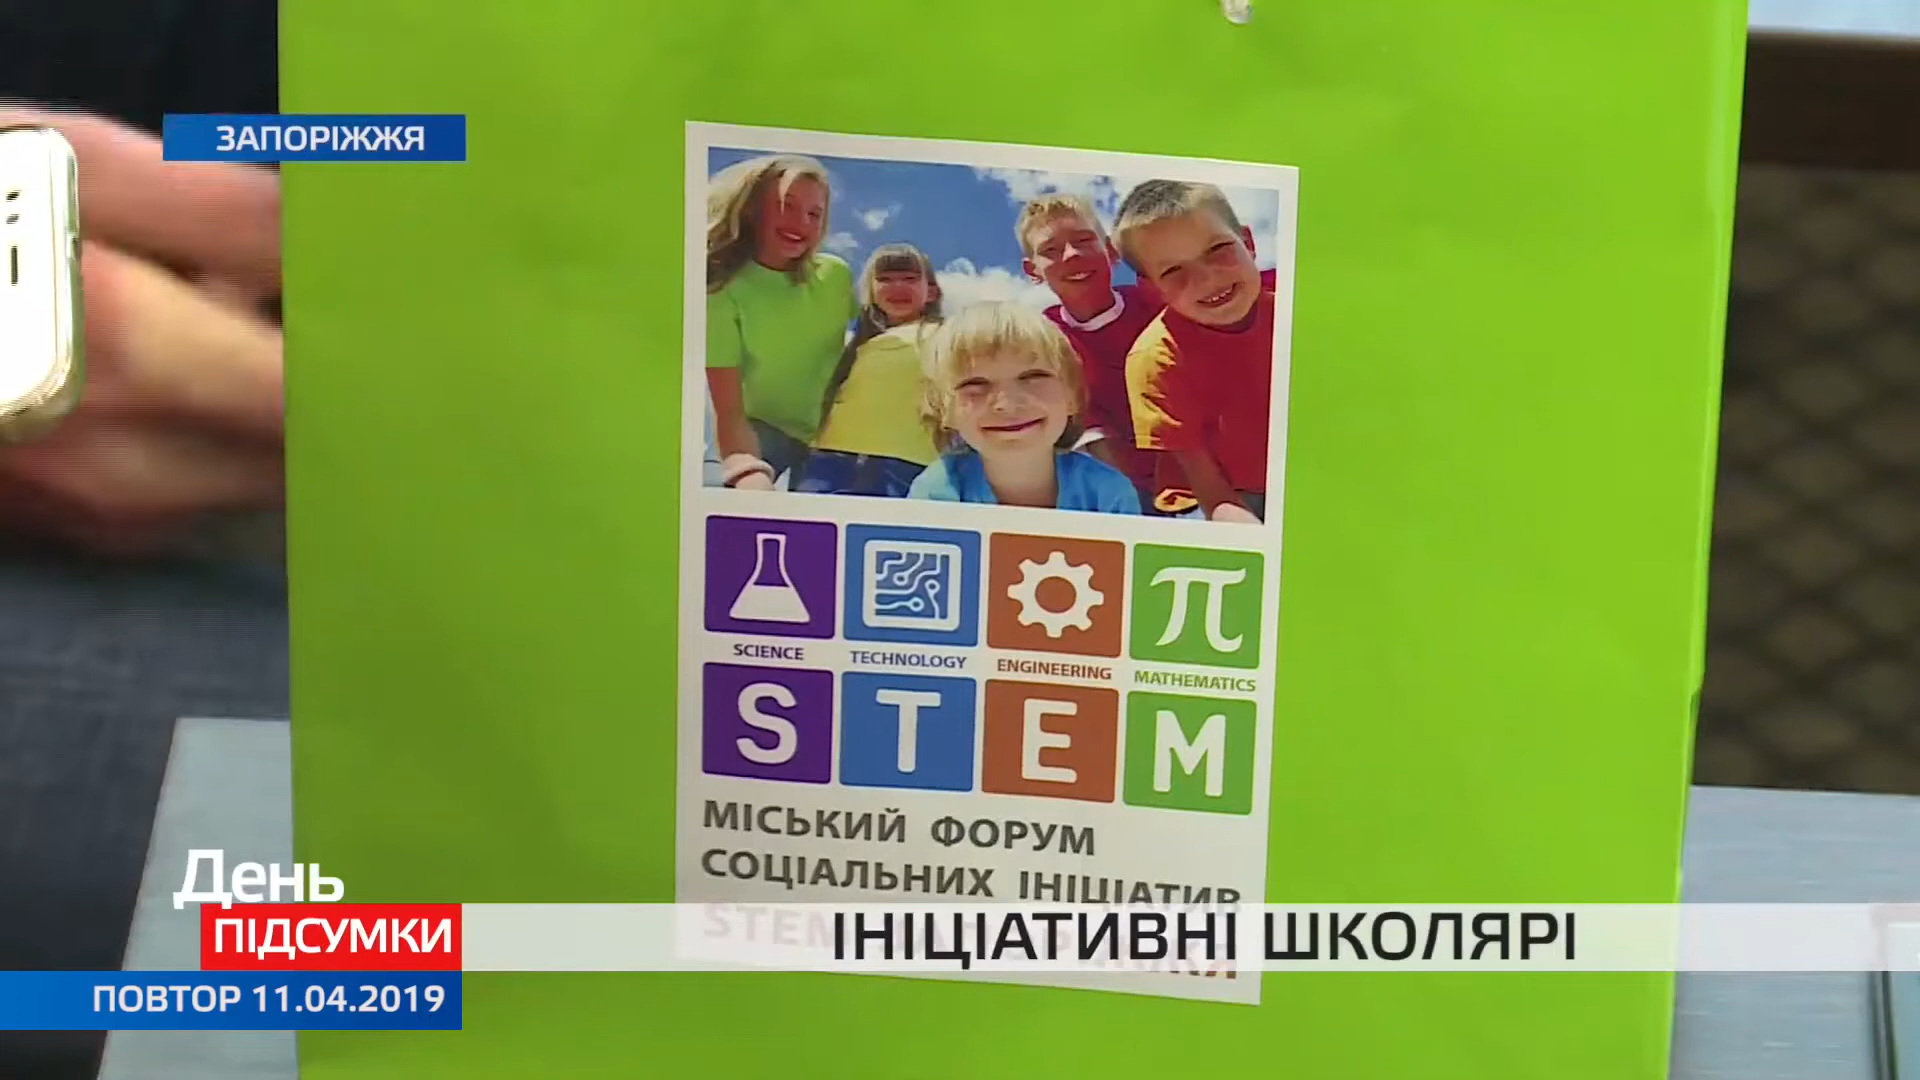 ЗАПОРІЖЖЯ
SCIENCE TECHNOLOGY ENGINEERING MATHEMATICS
S T E M
МІСЬКИЙ ФОРУМ
СОЦІАЛЬНИХ ІНІЦІАТИВ
День
ПІДСУМКИ
ІНІЦІАТИВНІ ШКОЛЯРІ
ПОВТОР 11.04.2019